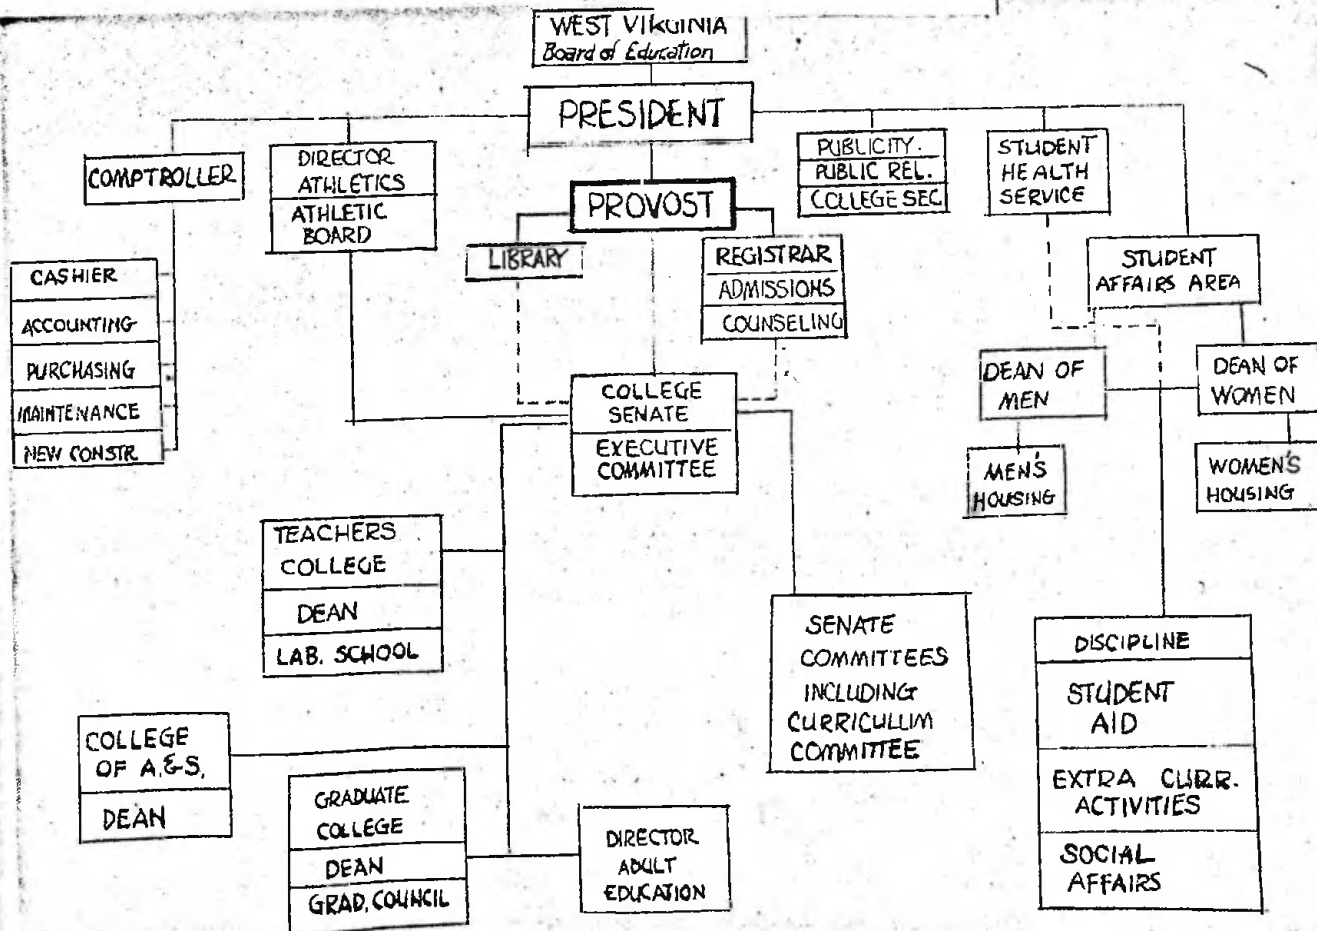 WEST VIRGINIA
Board of Education
PRESIDENT
COMPTROLLER
DIRECTOR
ATHLETICS
ATHLETIC
BOARD
PROVOST
PUBLICITY.
PUBLIC REL.
COLLEGE SEC.
STUDENT
HEALTH
SERVICE
LIBRARY
REGISTRAR
ADMISSIONS
COUNSELING
STUDENT
AFFAIRS AREA
CASHIER
ACCOUNTING
PURCHASING
MAINTENANCE
NEW CONSTR.
COLLEGE
SENATE
EXECUTIVE
COMMITTEE
DEAN OF
MEN
DEAN OF
WOMEN
MEN'S
HOUSING
WOMEN'S
HOUSING
TEACHERS
COLLEGE
DEAN
LAB. SCHOOL
SENATE
COMMITTEES
INCLUDING
CURRICULUM
COMMITTEE
DISCIPLINE
STUDENT
AID
EXTRA CURR.
ACTIVITIES
SOCIAL
AFFAIRS
COLLEGE
OF A.&S.
DEAN
GRADUATE
COLLEGE
DEAN
GRAD. COUNCIL
DIRECTOR
ADULT
EDUCATION